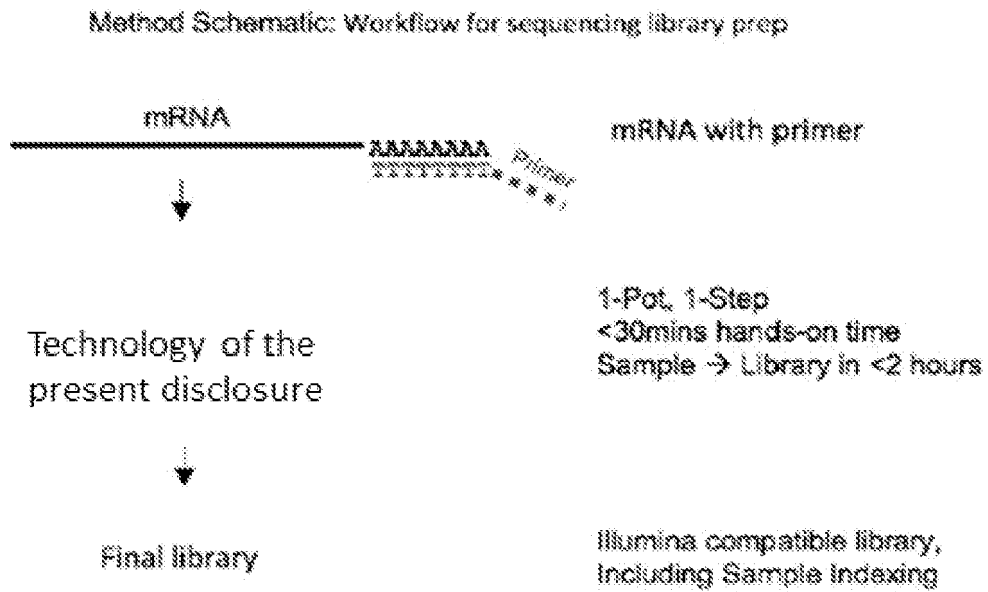 Method Schematic: Workflow for sequencing library prep
mRNA
mRNA with primer
AAAAAAAA
TTTTTTTT
Primer
1-Pot, 1-Step
<30mins hands-on time
Sample → Library in <2 hours
Technology of the
present disclosure
Final library
Illumina compatible library,
Including Sample Indexing